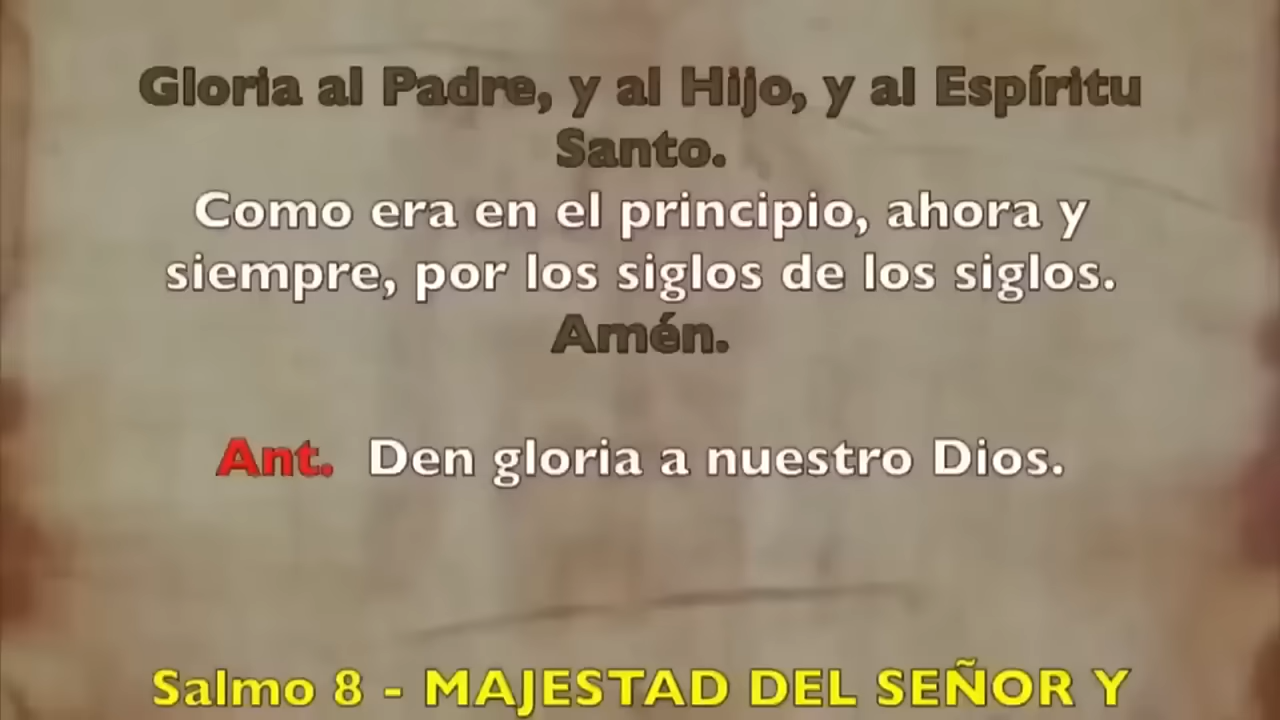 Gloria al Padre, y al Hijo, y al Espíritu
Santo.
Como era en el principio, ahora y
siempre, por los siglos de los siglos.
Amén.
Ant. Den gloria a nuestro Dios.
Salmo 8 - MAJESTAD DEL SEÑOR Y